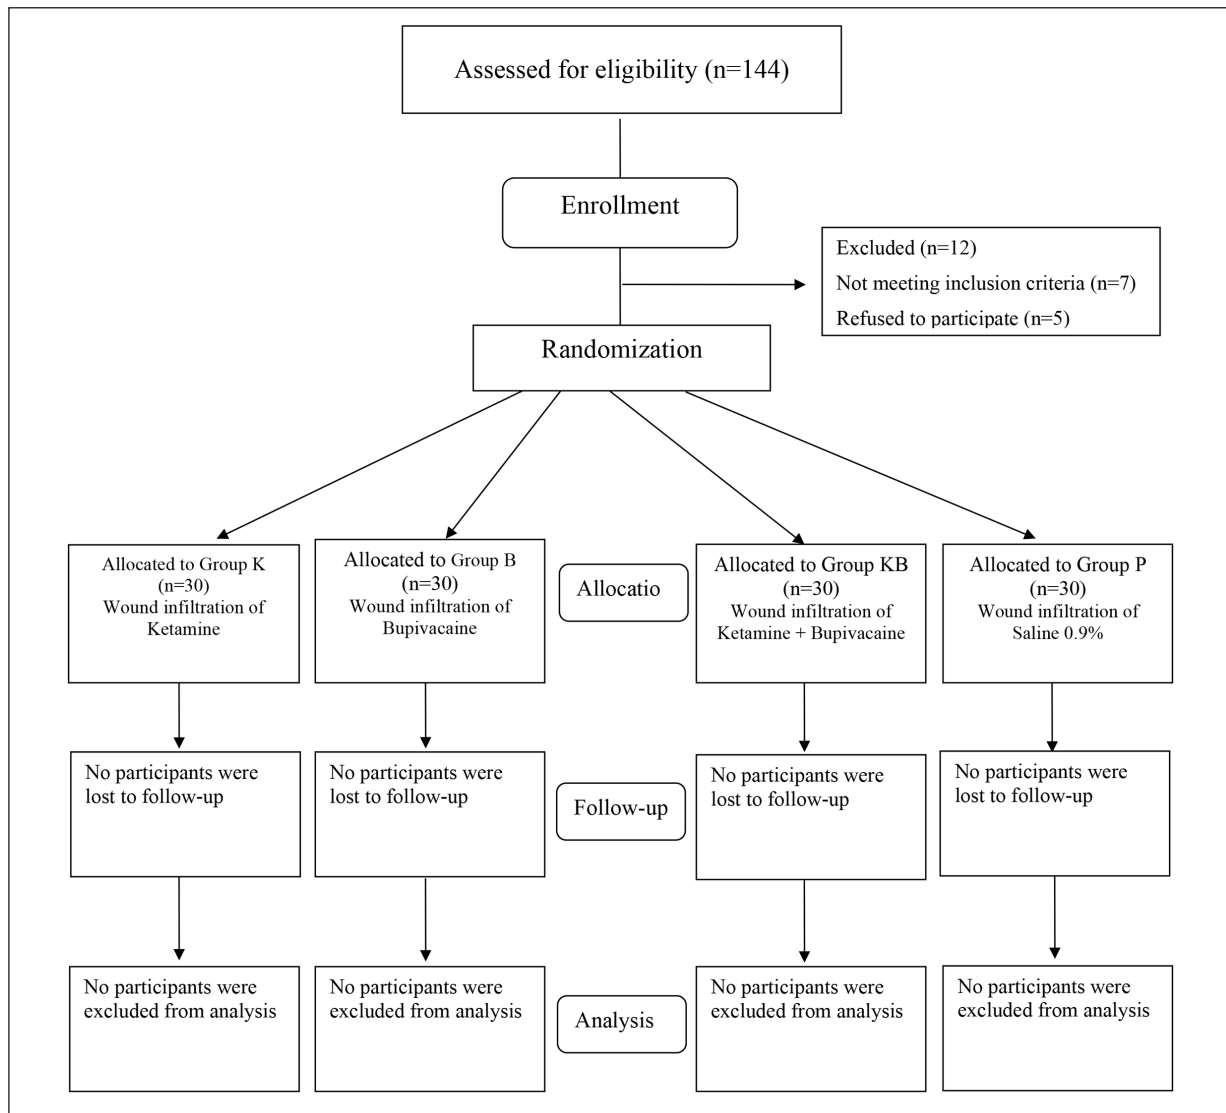 Assessed for eligibility (n=144)
Enrollment
Excluded (n=12)
Not meeting inclusion criteria (n=7)
Refused to participate (n=5)
Randomization
Allocated to Group K
(n=30)
Wound infiltration of
Ketamine
Allocated to Group B
(n=30)
Wound infiltration of
Bupivacaine
Allocatio
Allocated to Group KB
(n=30)
Wound infiltration of
Ketamine + Bupivacaine
Allocated to Group P
(n=30)
Wound infiltration of
Saline 0.9%
No participants were
lost to follow-up
No participants were
lost to follow-up
Follow-up
No participants were
lost to follow-up
No participants were
lost to follow-up
No participants were
excluded from analysis
No participants were
excluded from analysis
Analysis
No participants were
excluded from analysis
No participants were
excluded from analysis